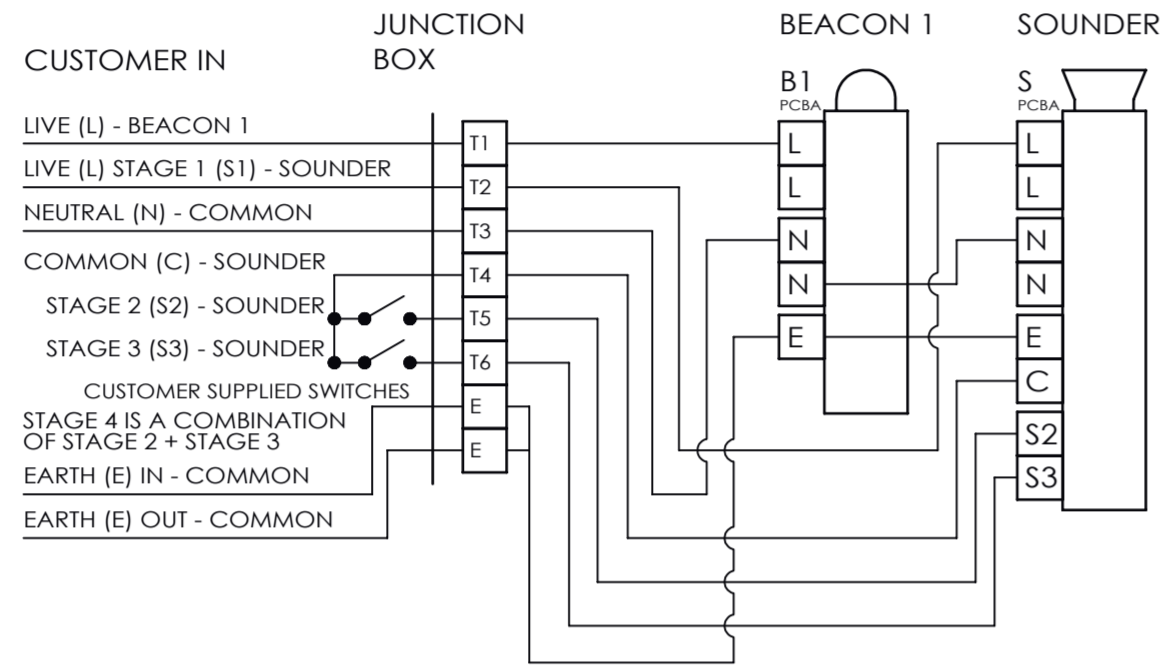 CUSTOMER IN
JUNCTION
BOX
BEACON 1
SOUNDER
LIVE (L) - BEACON 1
LIVE (L) STAGE 1 (S1) - SOUNDER
NEUTRAL (N) - COMMON
COMMON (C) - SOUNDER
STAGE 2 (S2) - SOUNDER
STAGE 3 (S3) - SOUNDER
CUSTOMER SUPPLIED SWITCHES
STAGE 4 IS A COMBINATION
OF STAGE 2 + STAGE 3
EARTH (E) IN - COMMON
EARTH (E) OUT - COMMON
T1
T2
T3
T4
T5
T6
E
E
B1
PCBA
L
L
N
N
E
S
PCBA
L
L
N
N
E
C
S2
S3